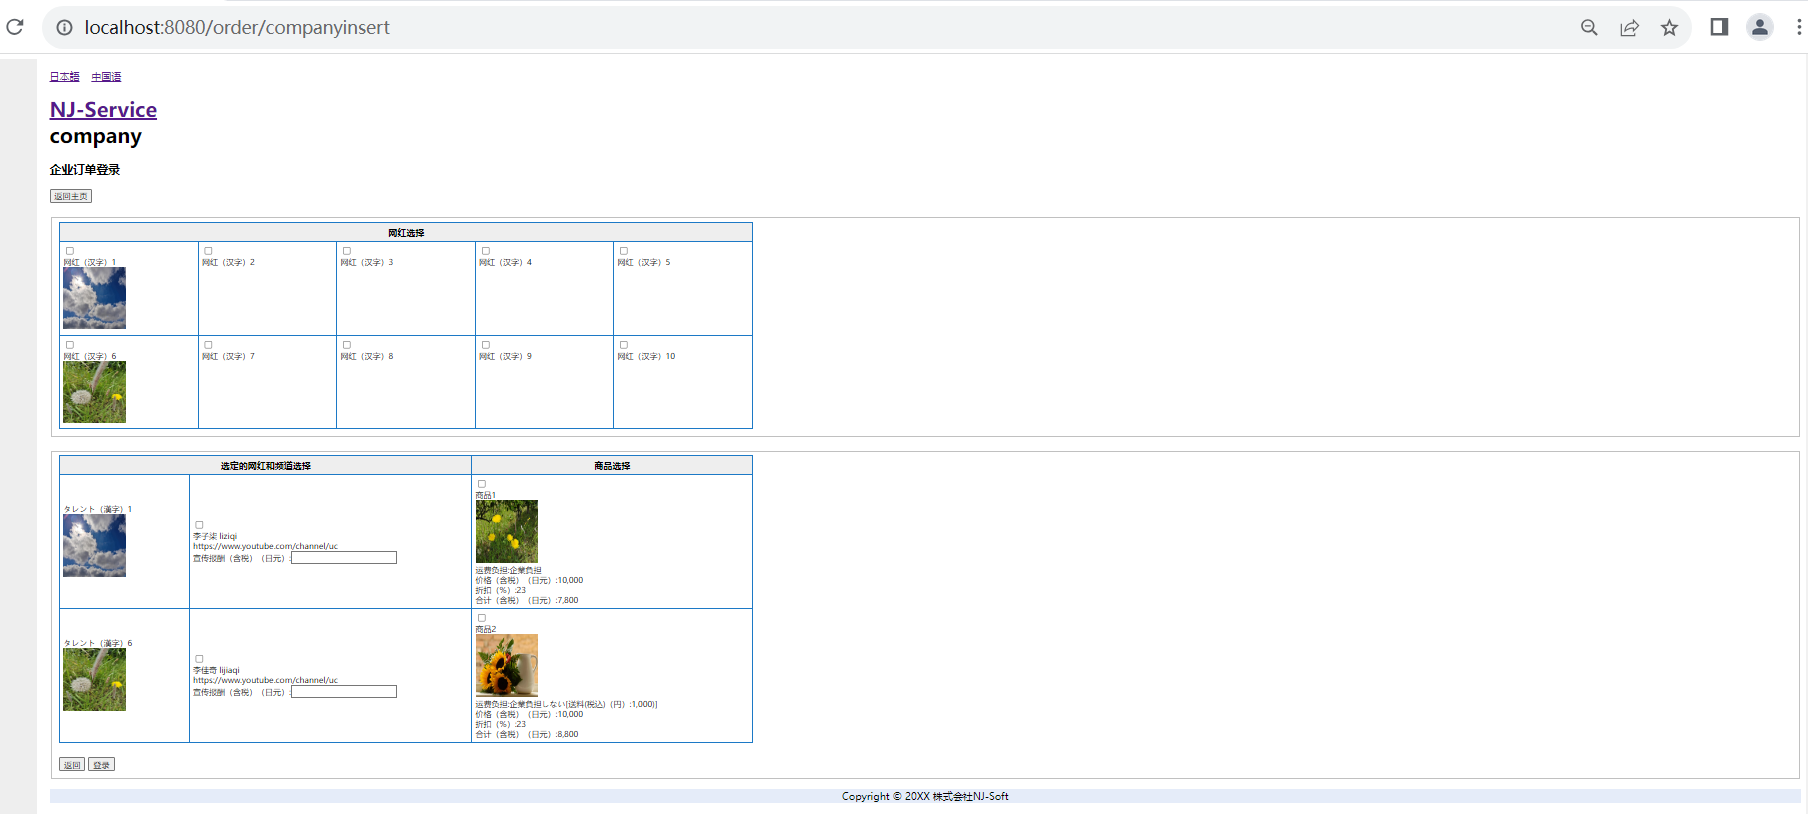 localhost:8080/order/companyinsert
日本語 中国语
NJ-Service
company
企业订单登录
返回主页
网红选择
网红（汉字）1
网红（汉字）2
网红（汉字）3
网红（汉字）4
网红（汉字）5
网红（汉字）6
网红（汉字）7
网红（汉字）8
网红（汉字）9
网红（汉字）10
选定的网红和频道选择
商品选择
タレント（漢字）1
李子柒 liziqi
https://www.youtube.com/channel/uc
宣传报酬（含税）（日元）:
商品1
运费负担:企業負担
价格（含税）（日元）:10,000
折扣（%）:23
合计（含税）（日元）:7,800
タレント（漢字）6
李佳奇 lijiaqi
https://www.youtube.com/channel/uc
宣传报酬（含税）（日元）:
商品2
运费负担:企業負担しない[送料(税込)（円）:1,000)]
价格（含税）（日元）:10,000
折扣（%）:23
合计（含税）（日元）:8,800
返回 登录
Copyright © 20XX 株式会社NJ-Soft